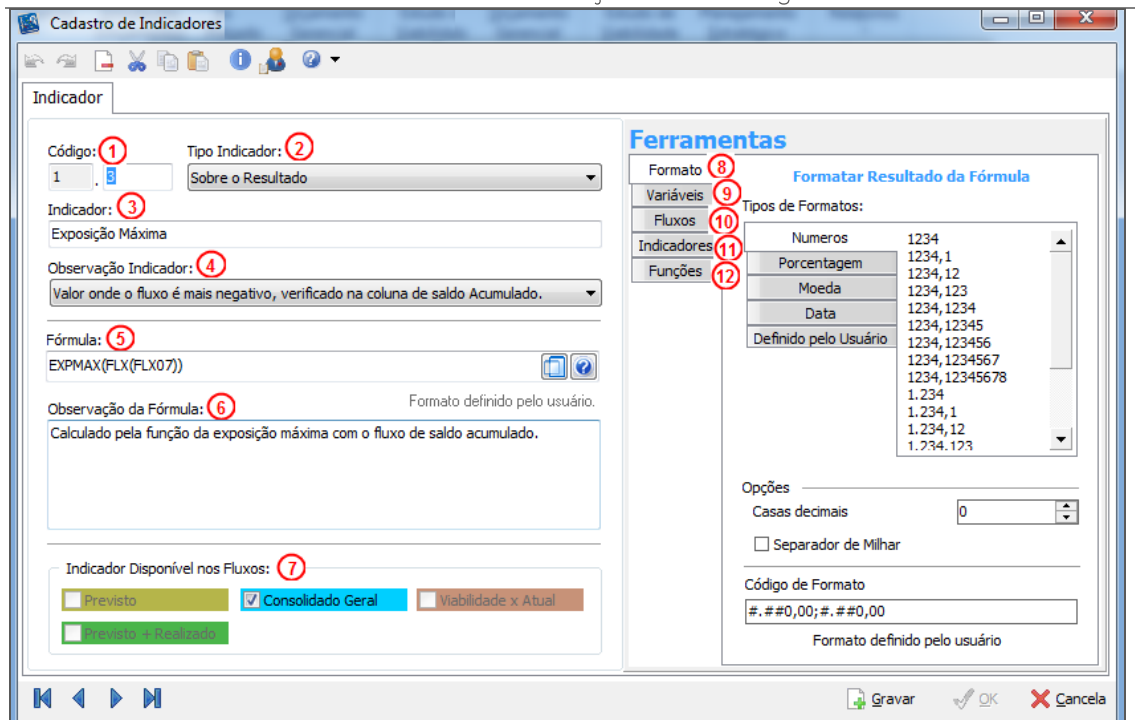 Cadastro de Indicadores
Indicador
Código: 1
Tipo Indicador: 2
1 . 3
Sobre o Resultado
Indicador: 3
Exposição Máxima
Observação Indicador: 4
Valor onde o fluxo é mais negativo, verificado na coluna de saldo Acumulado.
Fórmula: 5
EXPMAX(FLX(FLX07))
Formato definido pelo usuário.
Observação da Fórmula: 6
Calculado pela função da exposição máxima com o fluxo de saldo acumulado.
Indicador Disponível nos Fluxos: 7
Previsto
Consolidado Geral
Viabilidade x Atual
Previsto + Realizado
Ferramentas
Formato 8
Variáveis 9
Fluxos 10
Indicadores 11
Funções 12
Formatar Resultado da Fórmula
Tipos de Formatos:
Numeros
Porcentagem
Moeda
Data
Definido pelo Usuário
1234
1234,1
1234,12
1234,123
1234,1234
1234,12345
1234,123456
1234,1234567
1234,12345678
1.234
1.234,1
1.234,12
1.234,123
Opções
Casas decimais 0
Separador de Milhar
Código de Formato
#.##0,00;#.##0,00
Formato definido pelo usuário
Gravar
OK
Cancela